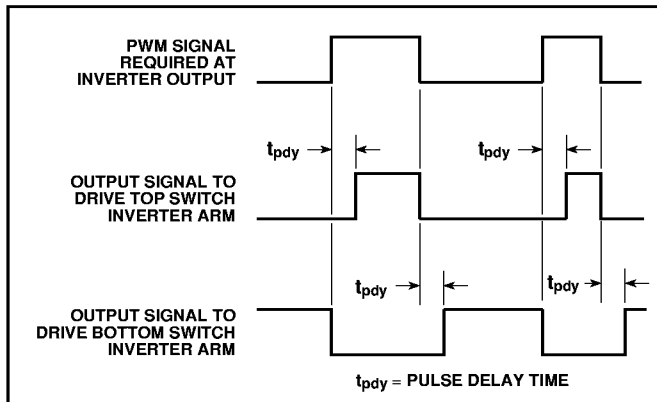 PWM SIGNAL
REQUIRED AT
INVERTER OUTPUT
tpdy
tpdy
OUTPUT SIGNAL TO
DRIVE TOP SWITCH
INVERTER ARM
tpdy
tpdy
OUTPUT SIGNAL TO
DRIVE BOTTOM SWITCH
INVERTER ARM
tpdy = PULSE DELAY TIME